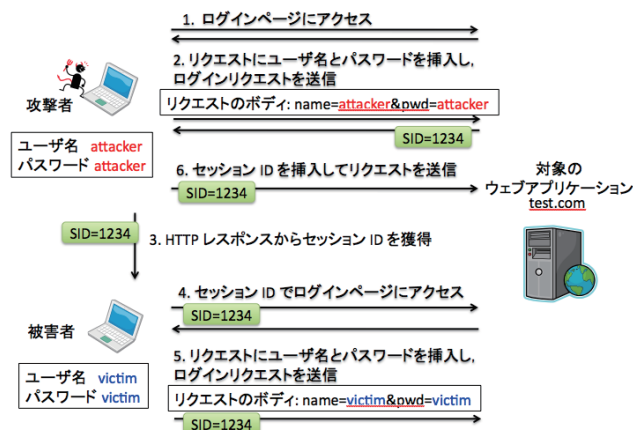 1. ログインページにアクセス
2. リクエストにユーザ名とパスワードを挿入し,
ログインリクエストを送信
リクエストのボディ: name=attacker&pwd=attacker
SID=1234
攻撃者
ユーザ名 attacker
パスワード attacker
6. セッション ID を挿入してリクエストを送信
SID=1234
対象の
ウェブアプリケーション
test.com
SID=1234
3. HTTP レスポンスからセッション ID を獲得
4. セッション ID でログインページにアクセス
SID=1234
被害者
ユーザ名 victim
パスワード victim
5. リクエストにユーザ名とパスワードを挿入し,
ログインリクエストを送信
リクエストのボディ: name=victim&pwd=victim
SID=1234